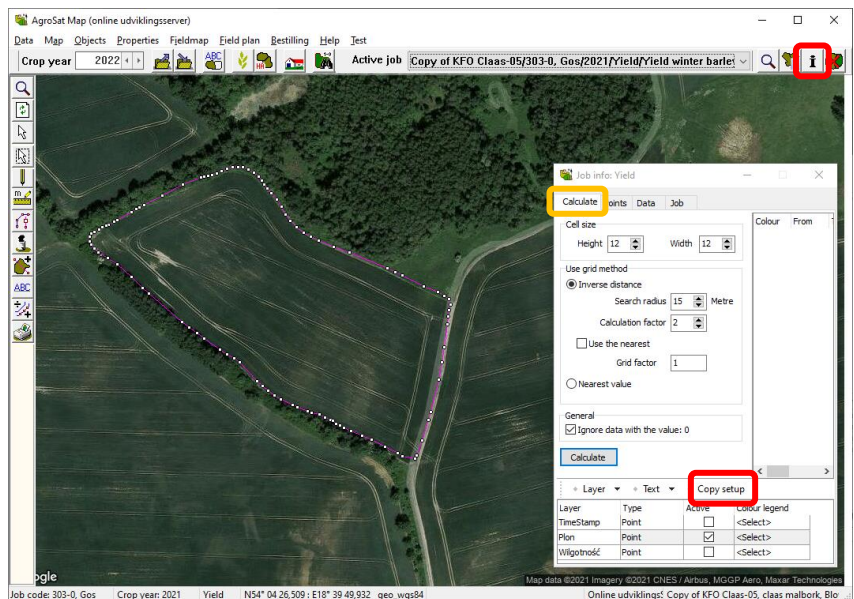 AgroSat Map (online udviklingsserver)
Data Map Objects Properties Fieldmap Field plan Bestilling Help Test
Crop year 2022 ABC HA Active job Copy of KFO Claas-05/303-0, Gos/2021/Yield/Yield winter barley i
m
ABC
Job info: Yield
Calculate oints Data Job
Cell size
Height 12 Width 12
Colour From
Use grid method
Inverse distance
Search radius 15 Metre
Calculation factor 2
Use the nearest
Grid factor 1
Nearest value
General
Ignore data with the value: 0
Calculate
Layer Text Copy setup
Layer Type Active Colour legend
TimeStamp Point <Select>
Plon Point <Select>
Wilgotność Point <Select>
ogle
Map data ©2021 Imagery ©2021 CNES / Airbus, MGGP Aero, Maxar Technologies
Job code: 303-0, Gos Crop year: 2021 Yield N54° 04 26,509 : E18° 39 49,932 geo_wgs84 Online udviklings: Copy of KFO Claas-05, claas malbork, Blo